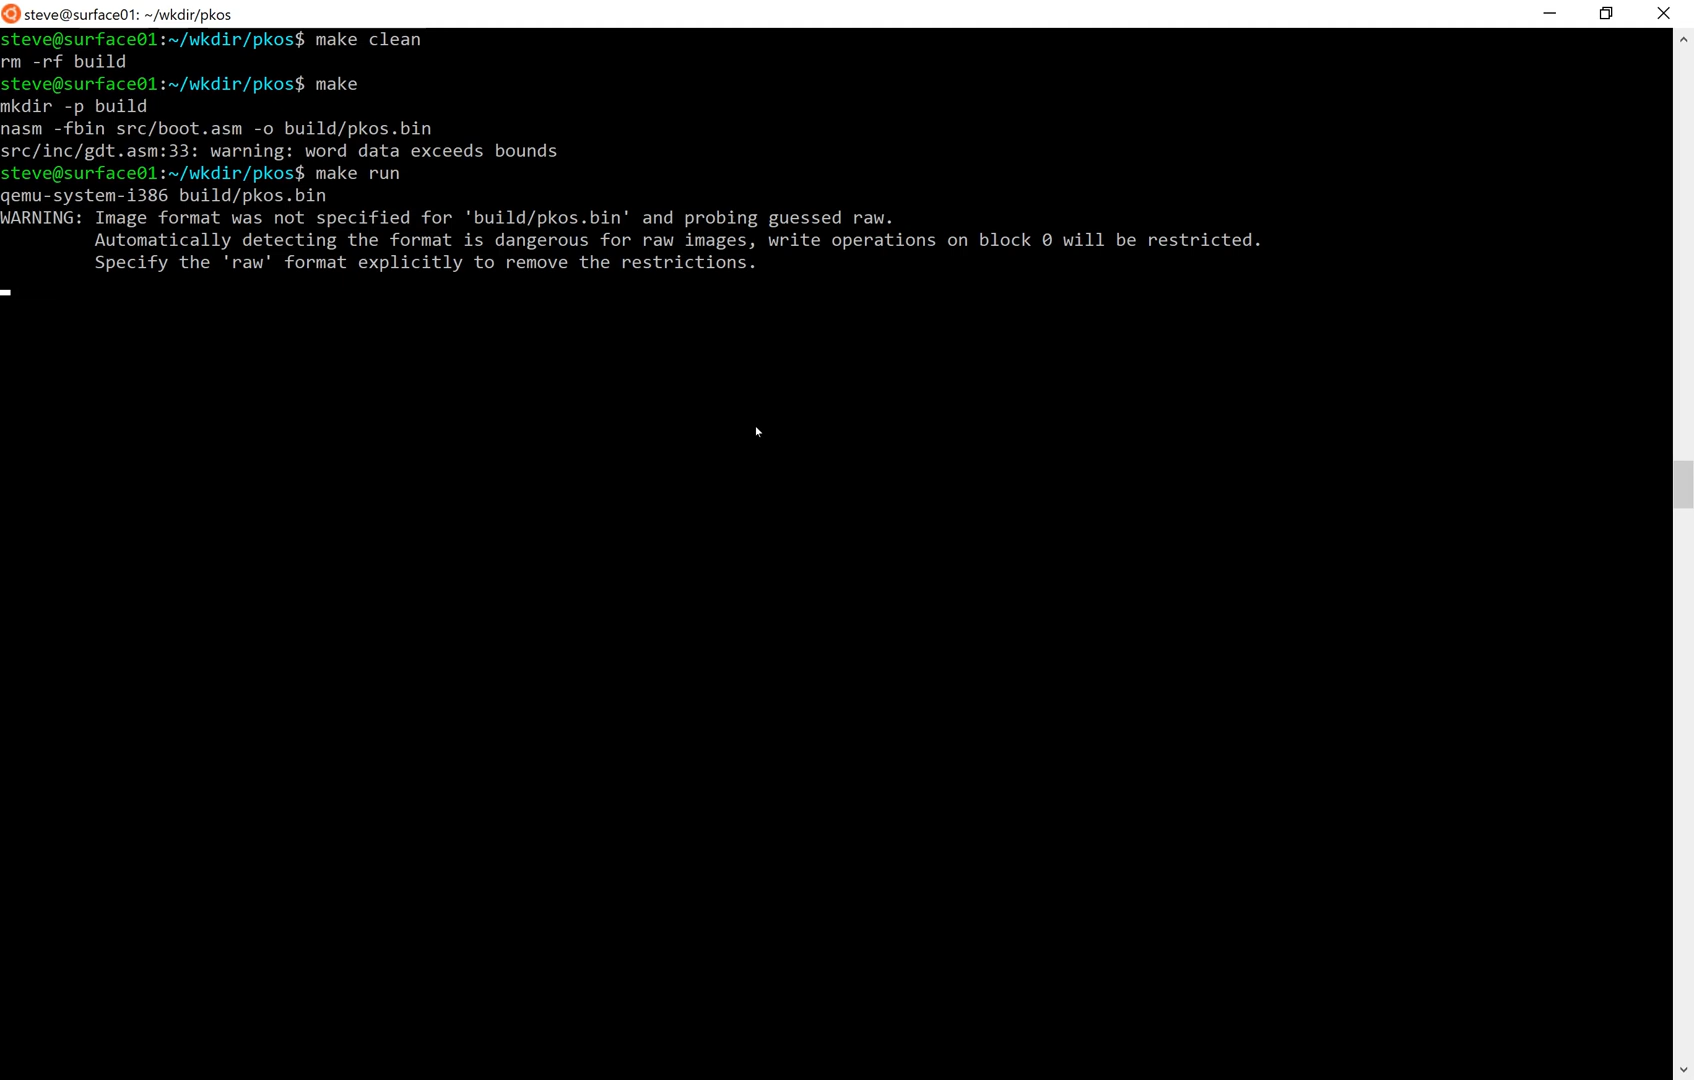 steve@surface01: ~/wkdir/pkos
steve@surface01:~/wkdir/pkos$ make clean
rm -rf build
steve@surface01:~/wkdir/pkos$ make
mkdir -p build
nasm -fbin src/boot.asm -o build/pkos.bin
src/inc/gdt.asm:33: warning: word data exceeds bounds
steve@surface01:~/wkdir/pkos$ make run
qemu-system-i386 build/pkos.bin
WARNING: Image format was not specified for 'build/pkos.bin' and probing guessed raw.
         Automatically detecting the format is dangerous for raw images, write operations on block 0 will be restricted.
         Specify the 'raw' format explicitly to remove the restrictions.